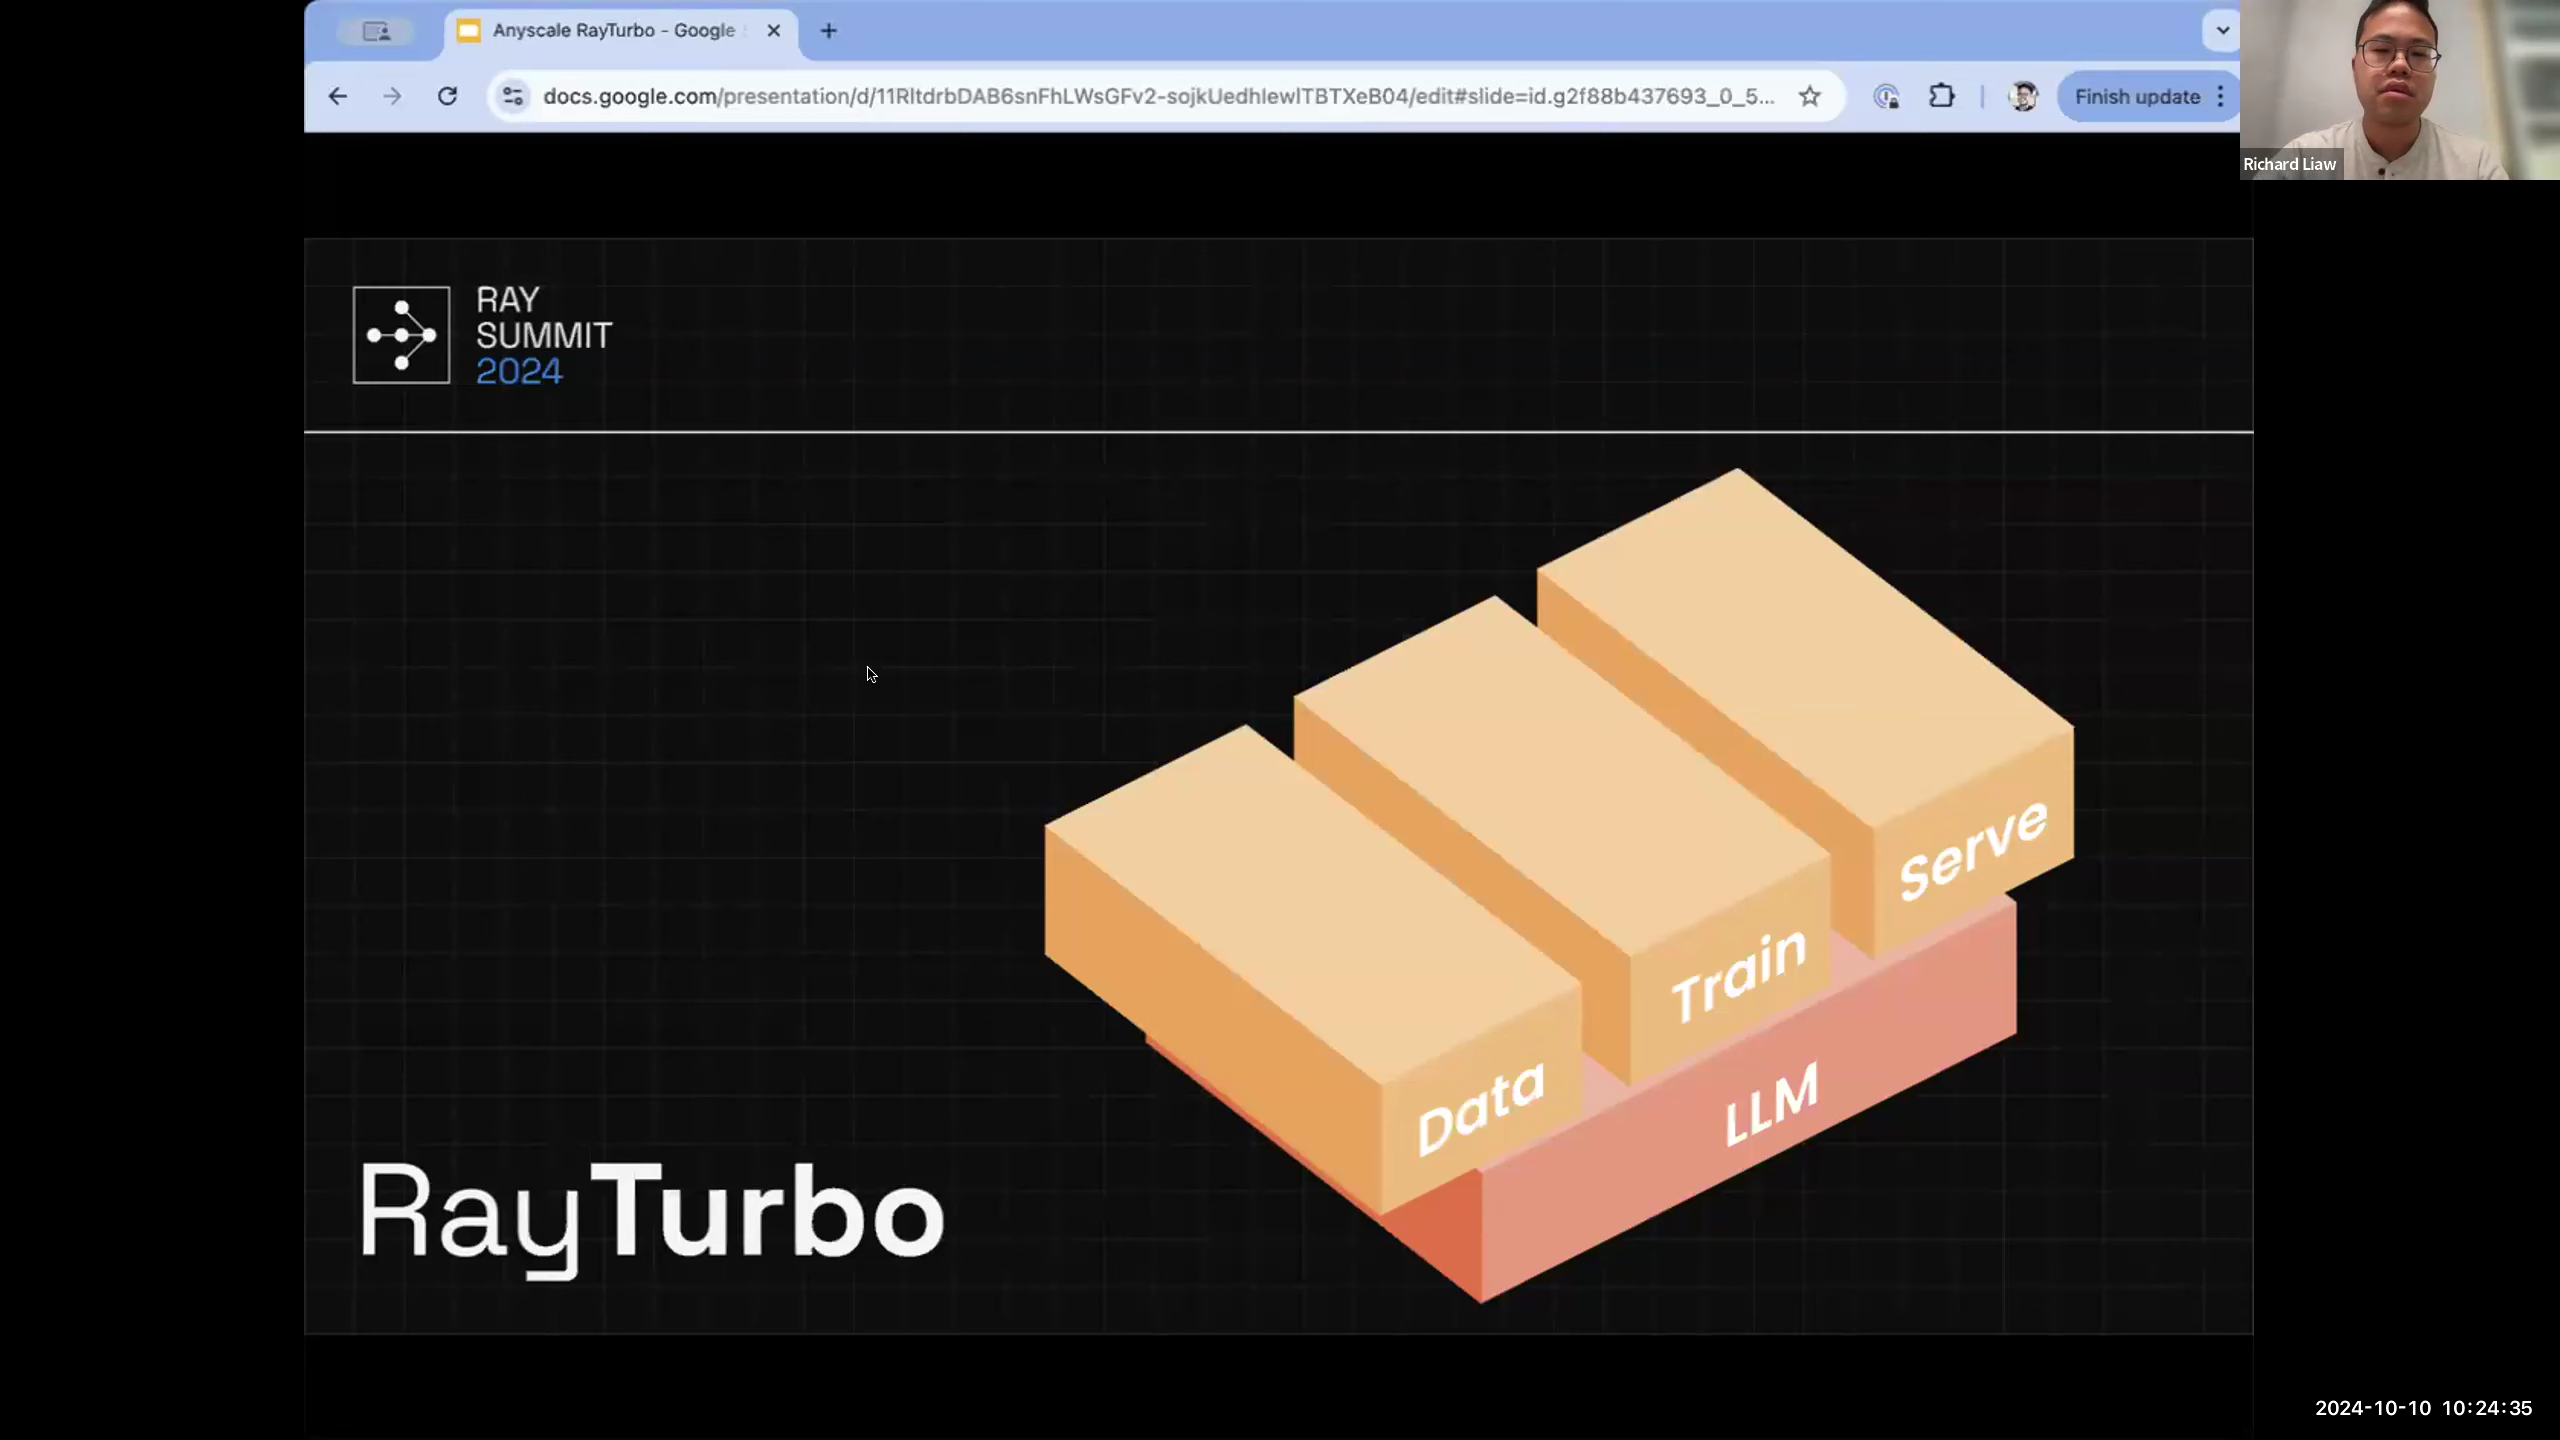 Anyscale RayTurbo - Google
docs.google.com/presentation/d/11RltdrbDAB6snFhLWsGFv2-sojkUedhlewlTBTXeB04/edit#slide=id.g2f88b437693_0_5...
Finish update
Richard Liaw
RAY
SUMMIT
2024
Serve
Train
Data
LLM
RayTurbo
2024-10-10 10:24:35